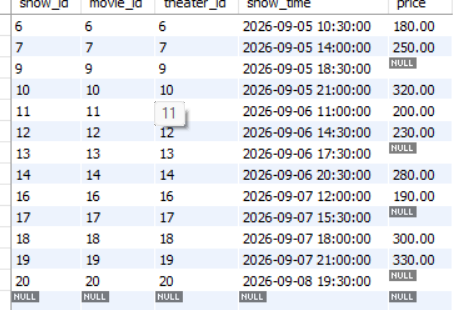 show_id movie_id theater_id show_time price
6 6 6 2026-09-05 10:30:00 180.00
7 7 7 2026-09-05 14:00:00 250.00
9 9 9 2026-09-05 18:30:00 NULL
10 10 10 2026-09-05 21:00:00 320.00
11 11 11 2026-09-06 11:00:00 200.00
12 12 12 2026-09-06 14:30:00 230.00
13 13 13 2026-09-06 17:30:00 NULL
14 14 14 2026-09-06 20:30:00 280.00
16 16 16 2026-09-07 12:00:00 190.00
17 17 17 2026-09-07 15:30:00 NULL
18 18 18 2026-09-07 18:00:00 300.00
19 19 19 2026-09-07 21:00:00 330.00
20 20 20 2026-09-08 19:30:00 NULL
NULL NULL NULL NULL NULL